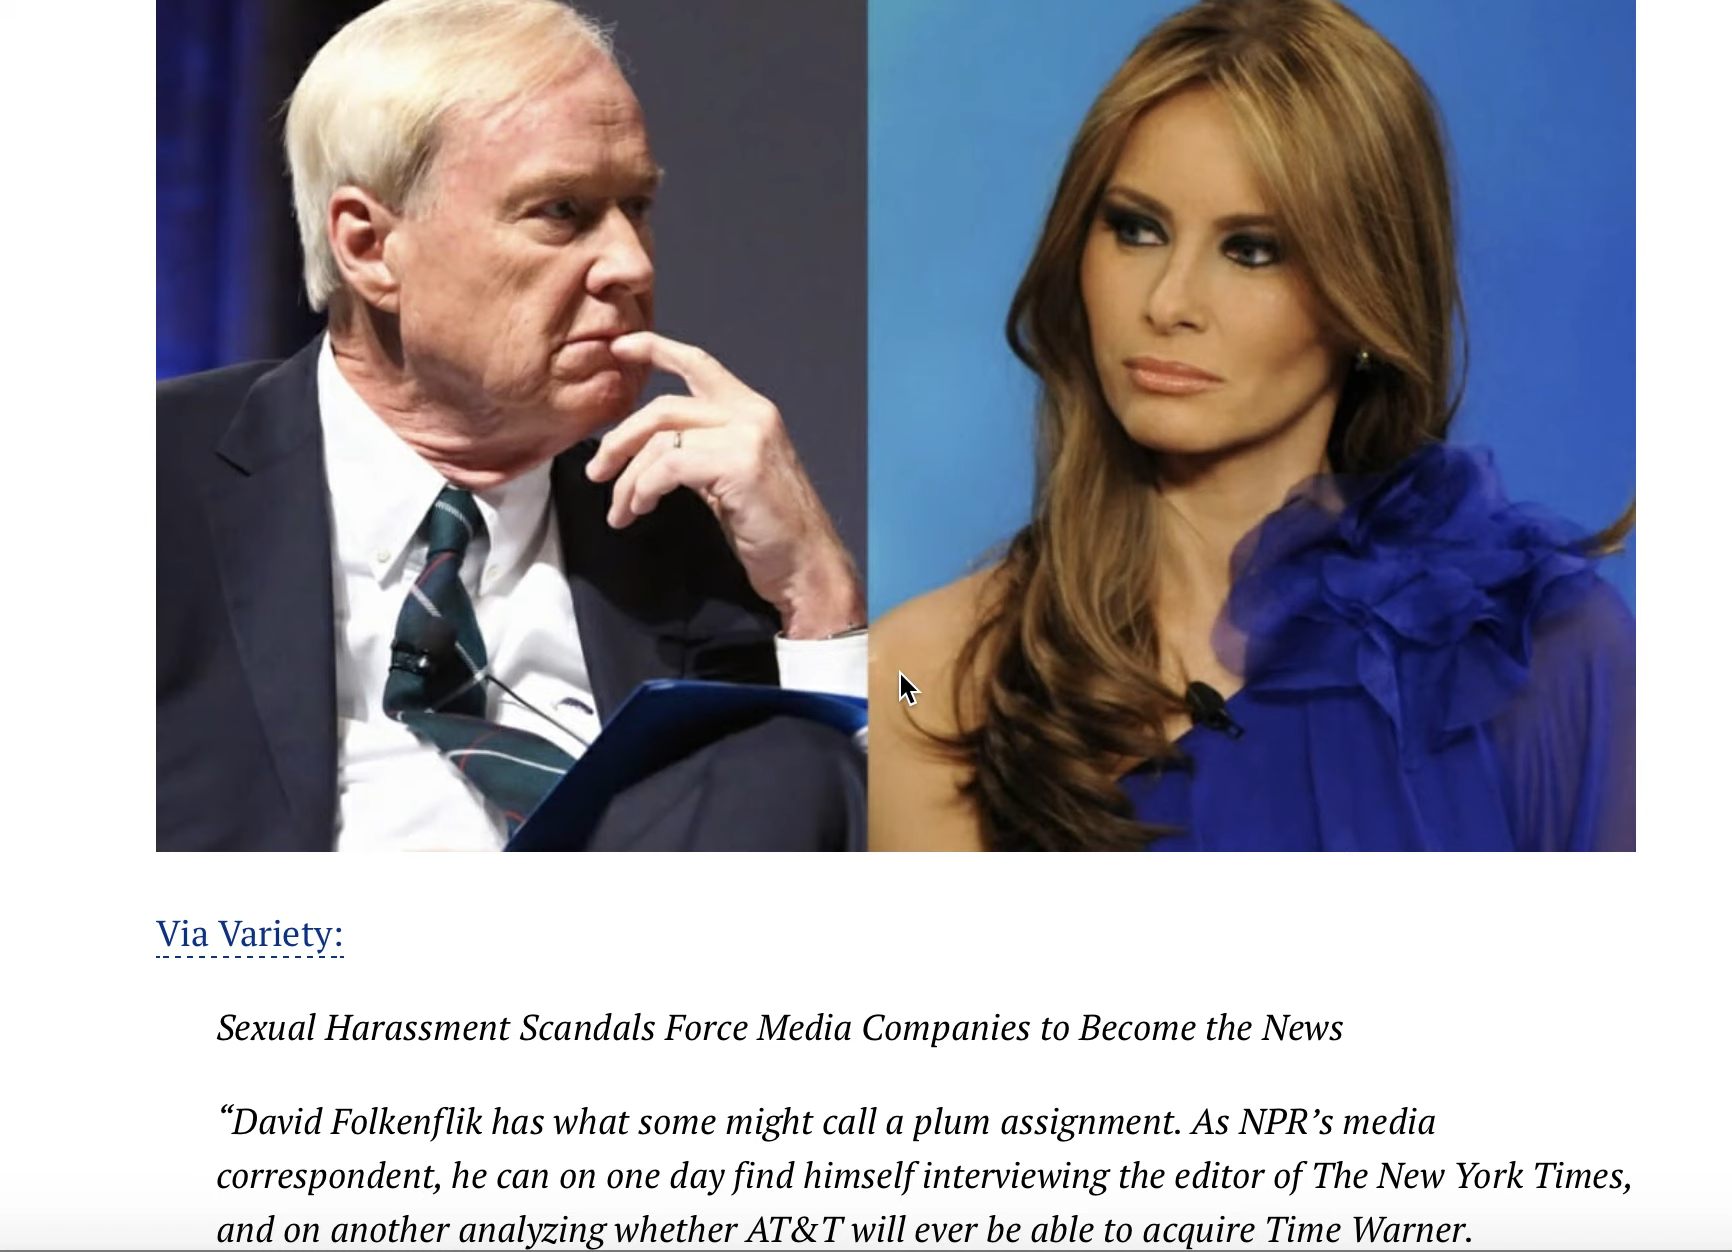 Via Variety:
Sexual Harassment Scandals Force Media Companies to Become the News
“David Folkenflik has what some might call a plum assignment. As NPR’s media
correspondent, he can on one day find himself interviewing the editor of The New York Times,
and on another analyzing whether AT&T will ever be able to acquire Time Warner.